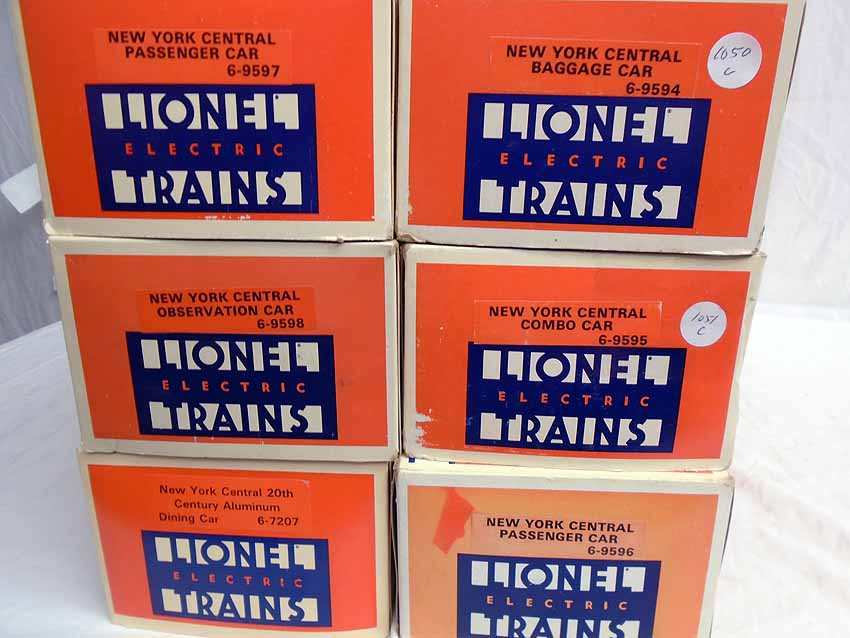 NEW YORK CENTRAL
PASSENGER CAR
6-9597
LIONEL
ELECTRIC
TRAINS
NEW YORK CENTRAL
BAGGAGE CAR
6-9594
1050
C
LIONEL
ELECTRIC
TRAINS
NEW YORK CENTRAL
OBSERVATION CAR
6-9598
LIONEL
ELECTRIC
TRAINS
NEW YORK CENTRAL
COMBO CAR
6-9595
1051
C
LIONEL
ELECTRIC
TRAINS
New York Central 20th
Century Aluminum
Dining Car 6-7207
LIONEL
ELECTRIC
TRAINS
NEW YORK CENTRAL
PASSENGER CAR
6-9596
LIONEL
ELECTRIC
TRAINS